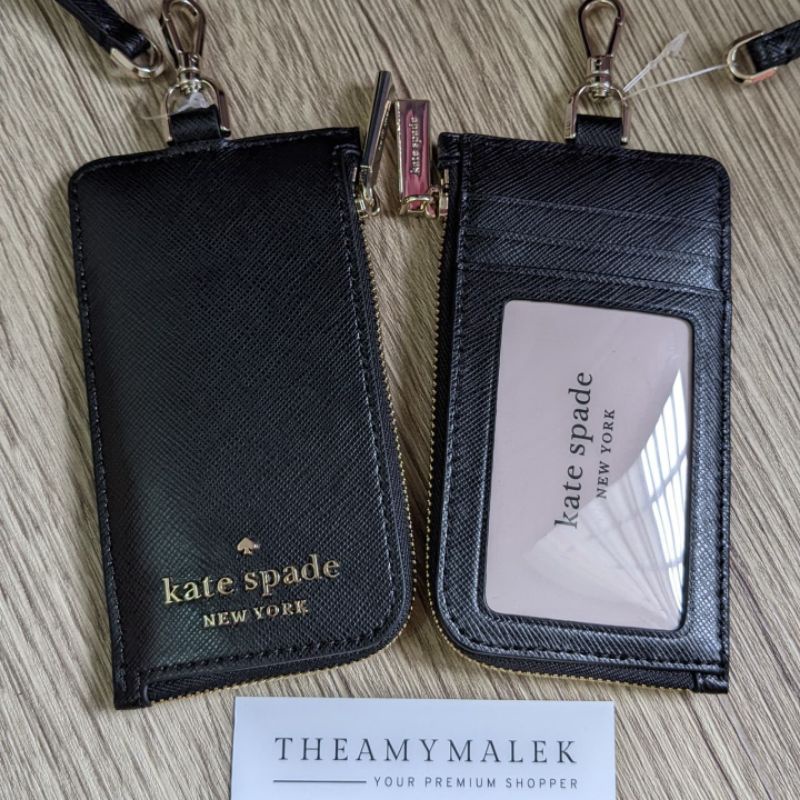 kate spade
kate spade
NEW YORK
kate spade
NEW YORK
THEAMYMALEK
YOUR PREMIUM SHOPPER